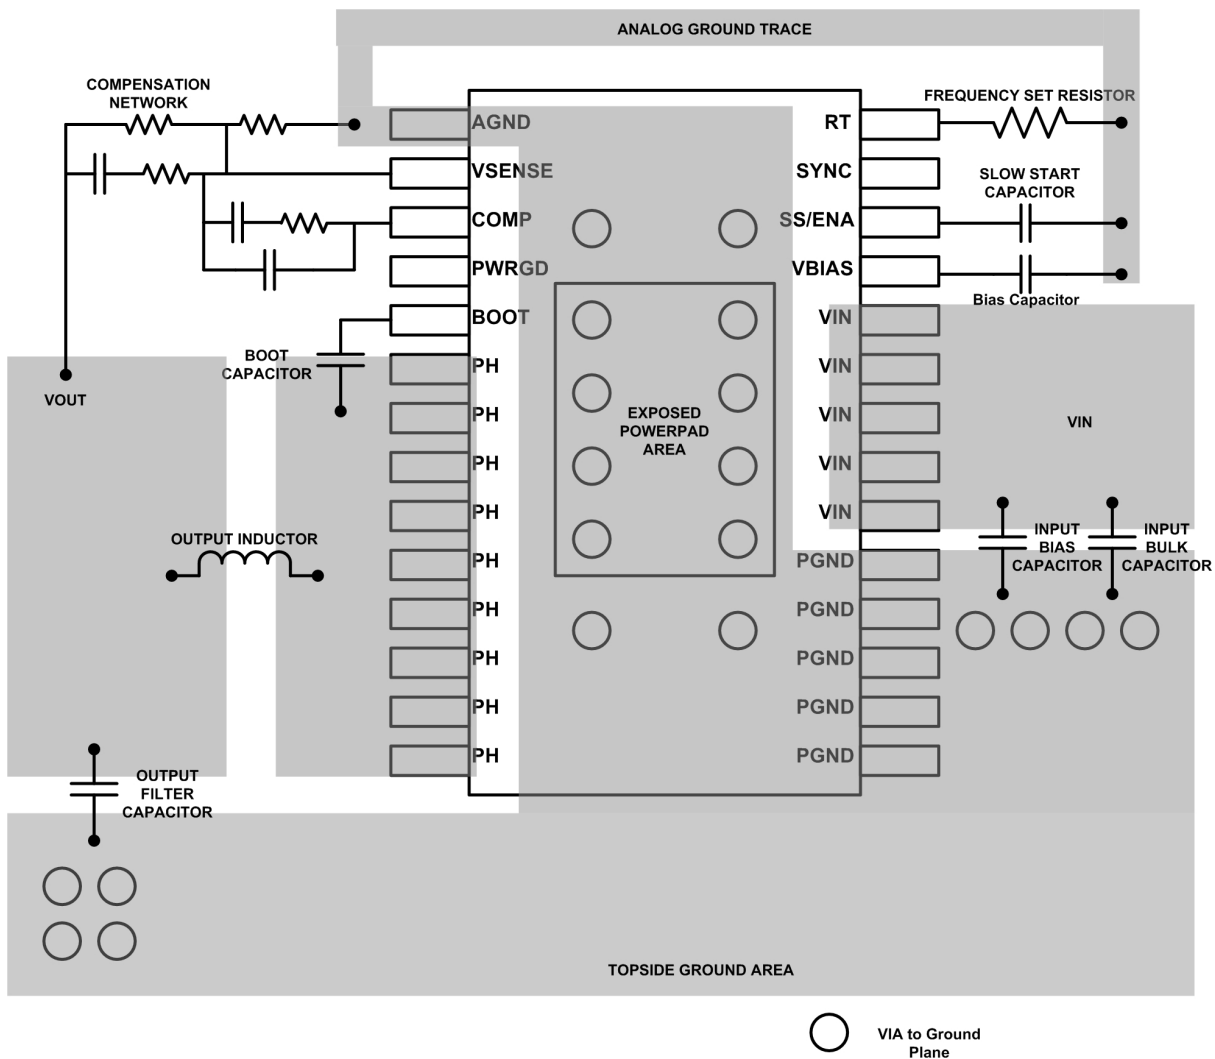 ANALOG GROUND TRACE
COMPENSATION
NETWORK
FREQUENCY SET RESISTOR
AGND
RT
VSENSE
SYNC
SLOW START
CAPACITOR
COMP
SS/ENA
PWRGD
VBIAS
Bias Capacitor
BOOT
VIN
BOOT
CAPACITOR
PH
VIN
VOUT
PH
VIN
EXPOSED
POWERPAD
AREA
VIN
PH
VIN
PH
VIN
OUTPUT INDUCTOR
INPUT
BIAS
CAPACITOR
INPUT
BULK
CAPACITOR
PH
PGND
PH
PGND
PH
PGND
PH
PGND
PH
PGND
OUTPUT
FILTER
CAPACITOR
TOPSIDE GROUND AREA
VIA to Ground
Plane